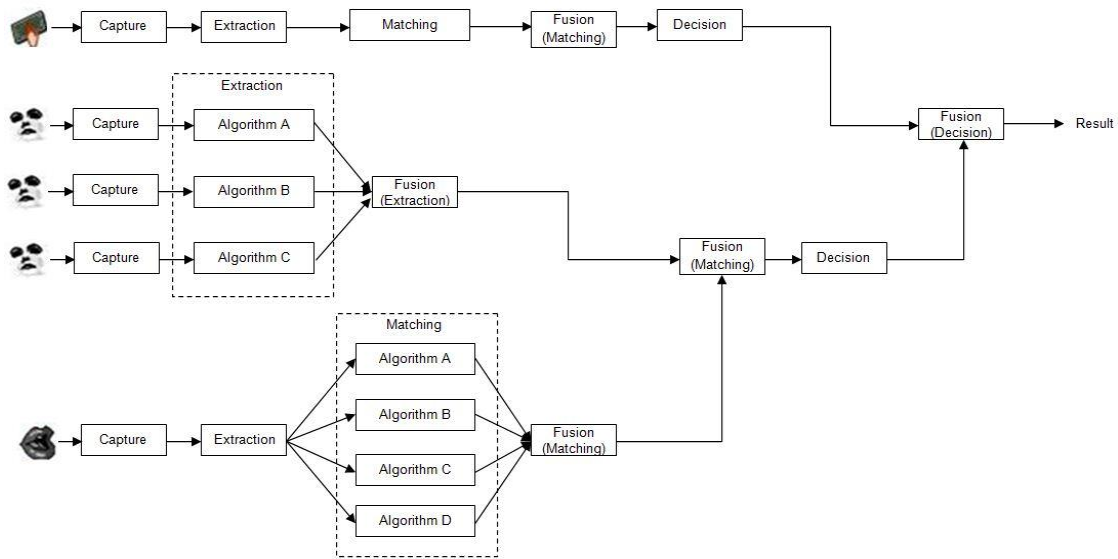 Capture
Extraction
Matching
Fusion
(Matching)
Decision
Extraction
Capture
Algorithm A
Fusion
(Decision)
Result
Capture
Algorithm B
Fusion
(Extraction)
Capture
Algorithm C
Fusion
(Matching)
Decision
Matching
Algorithm A
Algorithm B
Capture
Extraction
Fusion
(Matching)
Algorithm C
Algorithm D